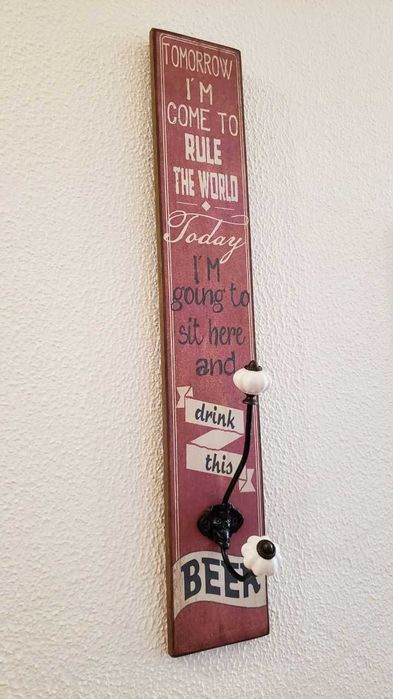 TOMORROW
I'M
COME TO
RULE
THE WORLD
Today
I'M
going to
sit here
and
drink
this
BEER